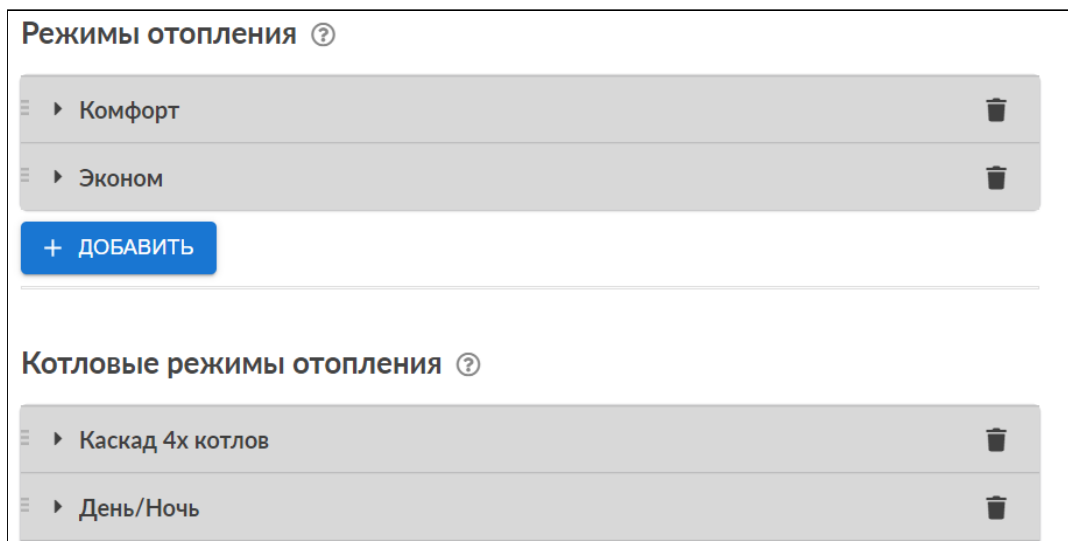 Режимы отопления ?
Комфорт
Эконом
+ ДОБАВИТЬ
Котловые режимы отопления ?
Каскад 4х котлов
День/Ночь